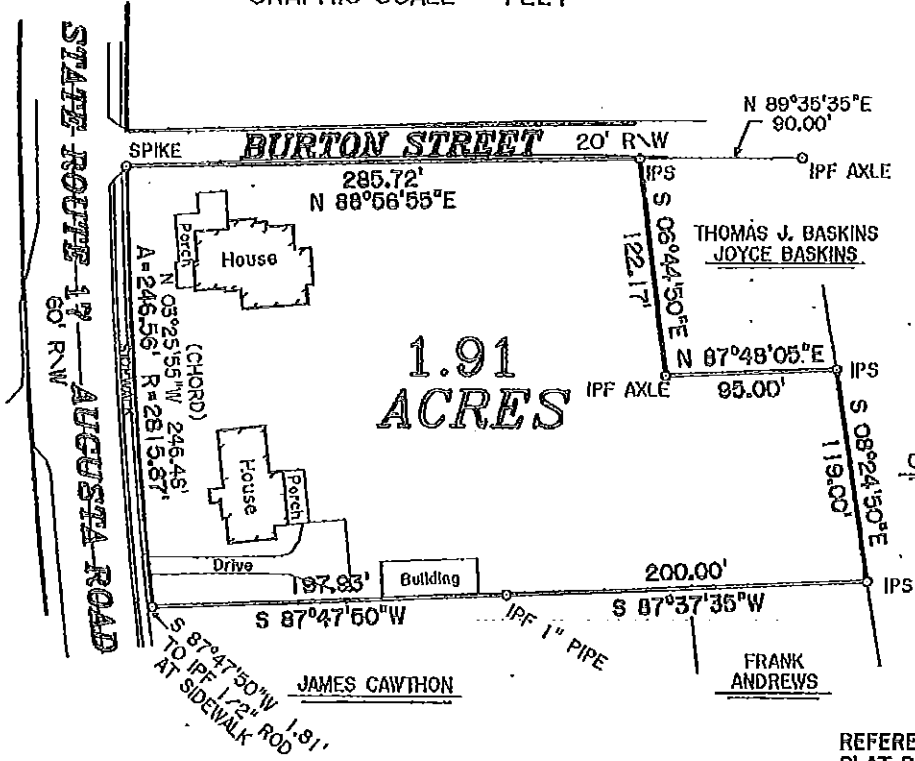 GRAPHIC SCALE - FEET
N 89°35'35"E
90.00'
SPIKE
BURTON STREET
20' R\W
IPS
IPF AXLE
285.72'
N 88°56'55"E
THOMAS J. BASKINS
JOYCE BASKINS
S 06°44'50"E
122.17'
Porch
House
STATE ROUTE 17 AUGUSTA ROAD
60' R\W
SIDEWALK
(CHORD)
N 03°25'55"W 246.48'
A=246.56' R=2815.87'
1.91
ACRES
N 87°48'05"E
95.00'
IPF AXLE
IPS
S 08°24'50"E
119.00'
House
Porch
Drive
197.93'
Building
200.00'
IPS
S 87°47'50"W
S 87°37'35"W
IPF 1" PIPE
S 87°47'50"W 1.81'
TO IPF 1/2" ROD
AT SIDEWALK
JAMES CAWTHON
FRANK
ANDREWS
REFERE